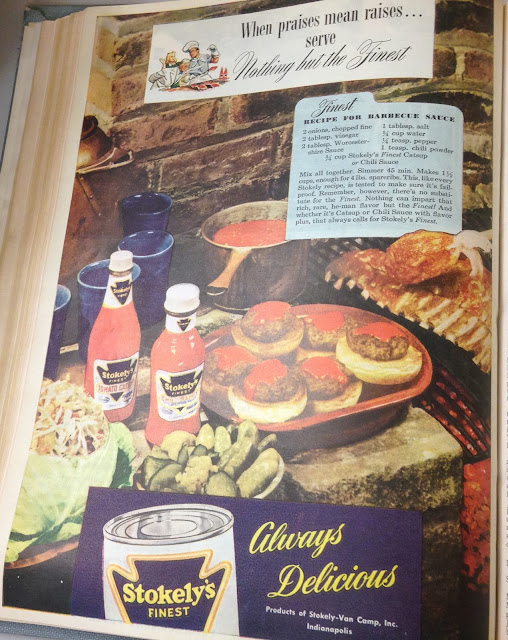 When praises mean raises...
serve
Nothing but the Finest
Finest
RECIPE FOR BARBECUE SAUCE
2 onions, chopped fine
2 tablesp. vinegar
2 tablesp. Worcester-
shire Sauce
1 tablesp. salt
¾ cup water
1 teasp. chili powder
¾ cup Stokely's Finest Catsup
or Chili Sauce
Mix all together. Simmer 45 min. Makes 1½
cups, enough for 4 lbs. spareribs. This, like every
Stokely recipe, is tested to make sure it's fail-
proof. Remember, however, there's no substi-
tute for the Finest. Nothing can impart that
rich, rare, he-man flavor but the Finest! And
whether it's Catsup or Chili Sauce with flavor
plus, that always calls for Stokely's Finest.
Stokely's
FINEST
TOMATO
Stokely's
FINEST
Stokely's
FINEST
Always
Delicious
Products of Stokely-Van Camp, Inc.
Indianapolis